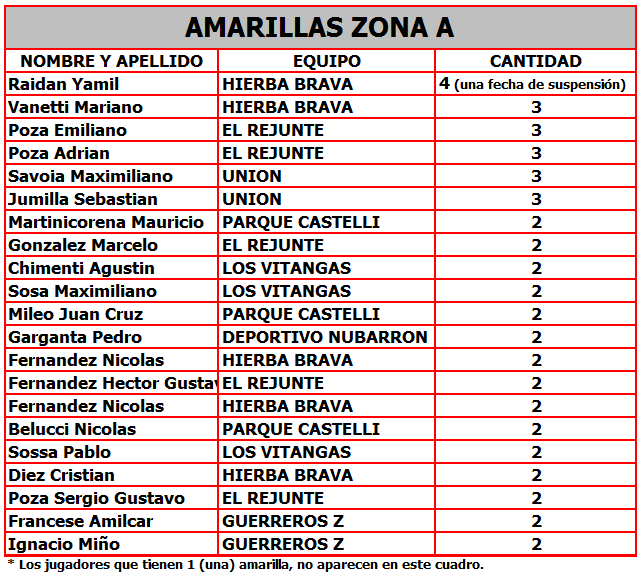 AMARILLAS ZONA A
NOMBRE Y APELLIDO EQUIPO CANTIDAD
Raidan Yamil HIERBA BRAVA 4 (una fecha de suspensión)
Vanetti Mariano HIERBA BRAVA 3
Poza Emiliano EL REJUNTE 3
Poza Adrian EL REJUNTE 3
Savoia Maximiliano UNION 3
Jumilla Sebastian UNION 3
Martinicorena Mauricio PARQUE CASTELLI 2
Gonzalez Marcelo EL REJUNTE 2
Chimenti Agustin LOS VITANGAS 2
Sosa Maximiliano LOS VITANGAS 2
Mileo Juan Cruz PARQUE CASTELLI 2
Garganta Pedro DEPORTIVO NUBARRON 2
Fernandez Nicolas HIERBA BRAVA 2
Fernandez Hector Gustav EL REJUNTE 2
Fernandez Nicolas HIERBA BRAVA 2
Belucci Nicolas PARQUE CASTELLI 2
Sossa Pablo LOS VITANGAS 2
Diez Cristian HIERBA BRAVA 2
Poza Sergio Gustavo EL REJUNTE 2
Francese Amilcar GUERREROS Z 2
Ignacio Miño GUERREROS Z 2
* Los jugadores que tienen 1 (una) amarilla, no aparecen en este cuadro.